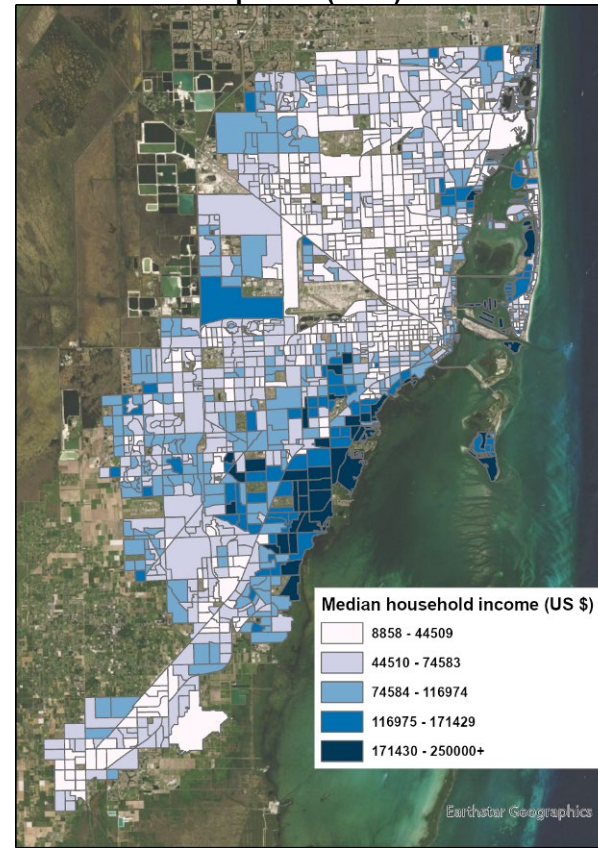 Median household income (US $)
8858 - 44509
44510 - 74583
74584 - 116974
116975 - 171429
171430 - 250000+
Earthstar Geographics